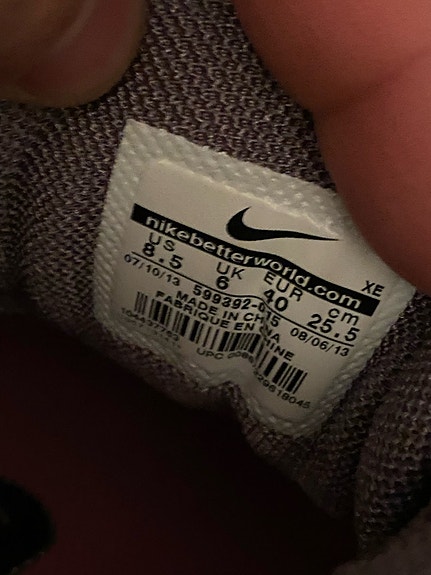 nikebetterworld.com
XE
US UK EUR cm
8.5 6 40 25.5
07/10/13 08/06/13
MADE IN CHINA
FABRIQUE EN CHINE
UPC